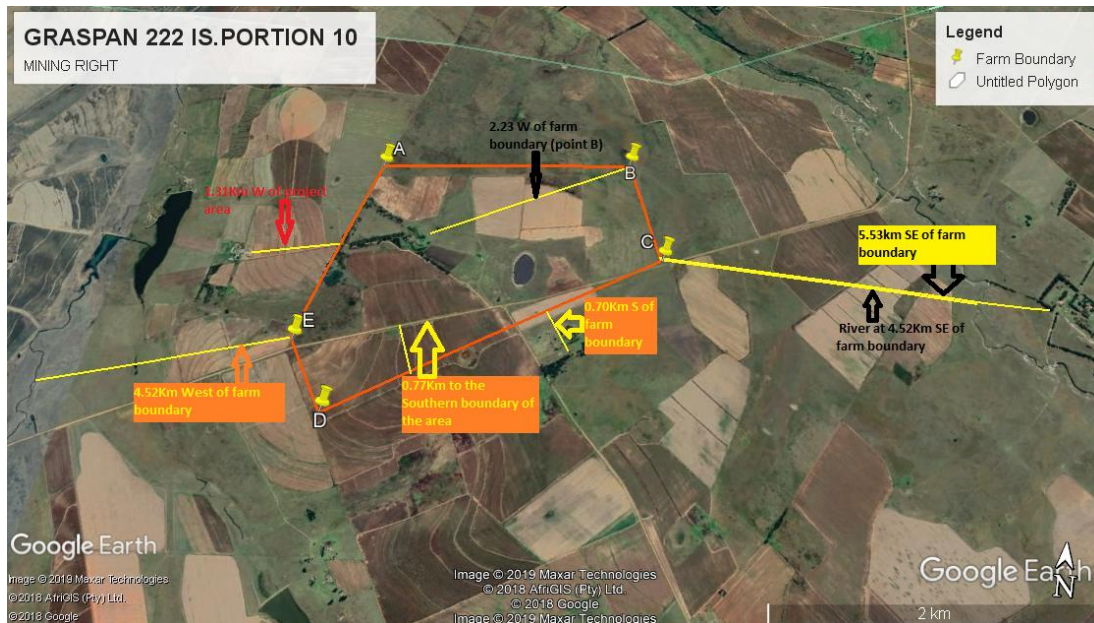 GRASPAN 222 IS.PORTION 10
MINING RIGHT
Legend
Farm Boundary
Untitled Polygon
2.23 W of farm
boundary (point B)
A
B
1.31Km W of project
area
C
5.53km SE of farm
boundary
E
0.70Km S of
farm
boundary
River at 4.52Km SE of
farm boundary
4.52Km West of farm
boundary
0.77Km to the
Southern boundary of
the area
D
Google Earth
Image © 2019 Maxar Technologies
©2018 AfriGIS (Pty) Ltd.
©2018 Google
Image © 2019 Maxar Technologies
© 2018 AfriGIS (Pty) Ltd.
© 2018 Google
Image © 2019 Maxar Technologies
Google Earth
N
2 km